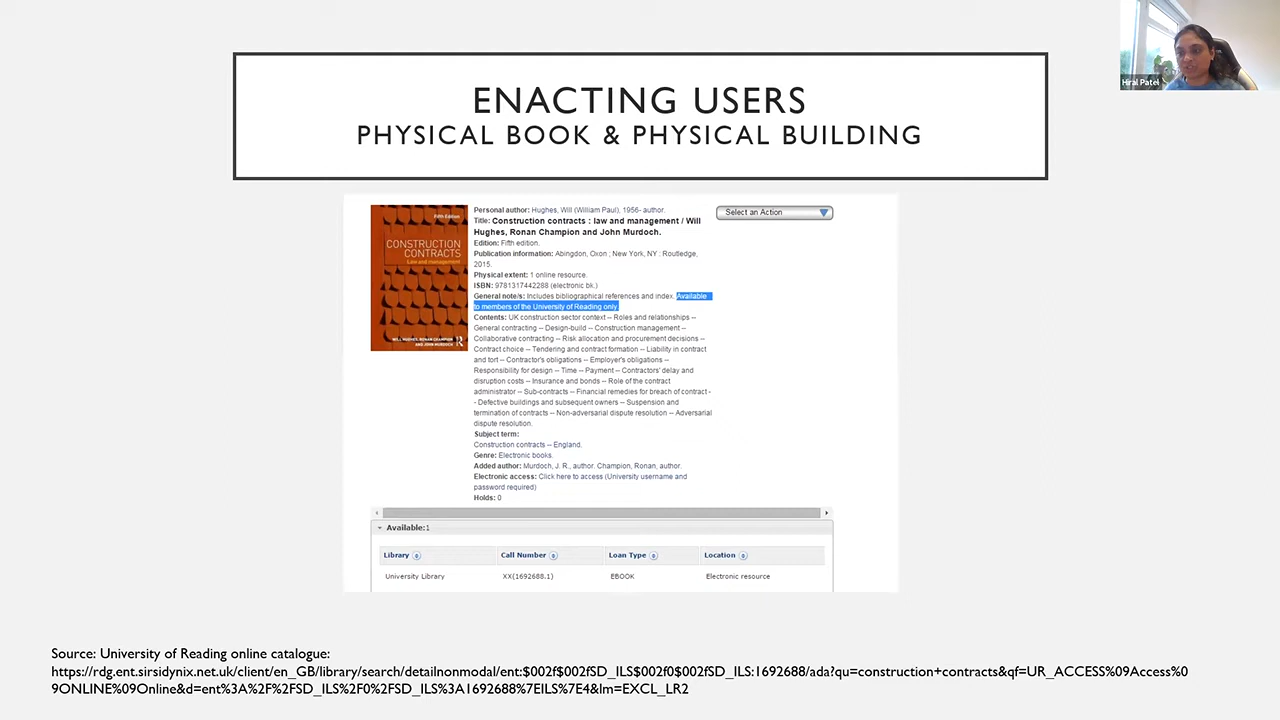 ENACTING USERS
PHYSICAL BOOK & PHYSICAL BUILDING
Hiral Patel
Fifth Edition
CONSTRUCTION
CONTRACTS
Law and management
WILL HUGHES, RONAN CHAMPION
AND JOHN MURDOCH
R
Personal author: Hughes, Will (William Paul), 1956- author.
Title: Construction contracts : law and management / Will
Hughes, Ronan Champion and John Murdoch.
Edition: Fifth edition.
Publication information: Abingdon, Oxon ; New York, NY : Routledge,
2015.
Physical extent: 1 online resource.
ISBN: 9781317442288 (electronic bk.)
General note/s: Includes bibliographical references and index. Available
to members of the University of Reading only.
Contents: UK construction sector context -- Roles and relationships --
General contracting -- Design-build -- Construction management --
Collaborative contracting -- Risk allocation and procurement decisions --
Contract choice -- Tendering and contract formation -- Liability in contract
and tort -- Contractor's obligations -- Employer's obligations --
Responsibility for design -- Time -- Payment -- Contractors' delay and
disruption costs -- Insurance and bonds -- Role of the contract
administrator -- Sub-contracts -- Financial remedies for breach of contract -
- Defective buildings and subsequent owners -- Suspension and
termination of contracts -- Non-adversarial dispute resolution -- Adversarial
dispute resolution.
Subject term:
Construction contracts -- England.
Genre: Electronic books.
Added author: Murdoch, J. R., author. Champion, Ronan, author.
Electronic access: Click here to access (University username and
password required)
Holds: 0
Select an Action
Available:1
Library Call Number Loan Type Location
University Library XX(1692688.1) EBOOK Electronic resource
Source: University of Reading online catalogue:
https://rdg.ent.sirsidynix.net.uk/client/en_GB/library/search/detailnonmodal/ent:$002f$002fSD_ILS$002f0$002fSD_ILS:1692688/ada?qu=construction+contracts&qf=UR_ACCESS%09Access%0
9ONLINE%09Online&d=ent%3A%2F%2FSD_ILS%2F0%2FSD_ILS%3A1692688%7EILS%7E4&lm=EXCL_LR2